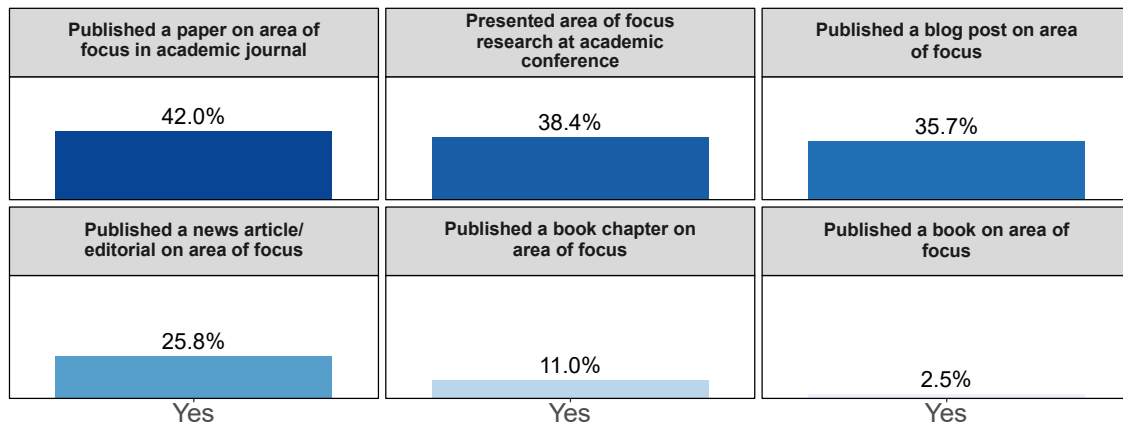 Published a paper on area of
focus in academic journal
Presented area of focus
research at academic
conference
Published a blog post on area
of focus
42.0%
38.4%
35.7%
Published a news article/
editorial on area of focus
Published a book chapter on
area of focus
Published a book on area of
focus
25.8%
11.0%
2.5%
Yes
Yes
Yes